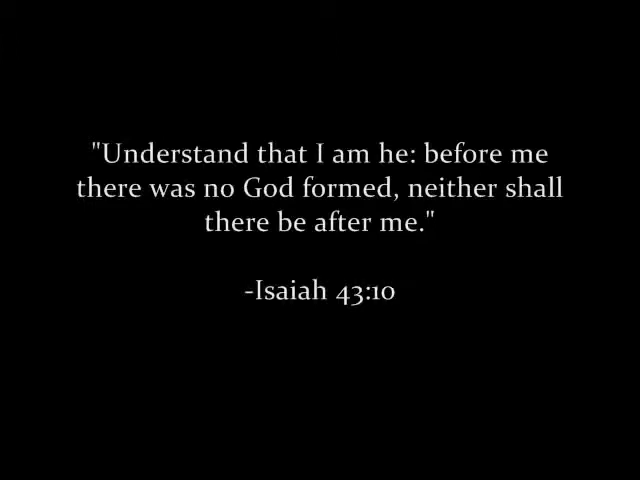 "Understand that I am he: before me
there was no God formed, neither shall
there be after me."
-Isaiah 43:10